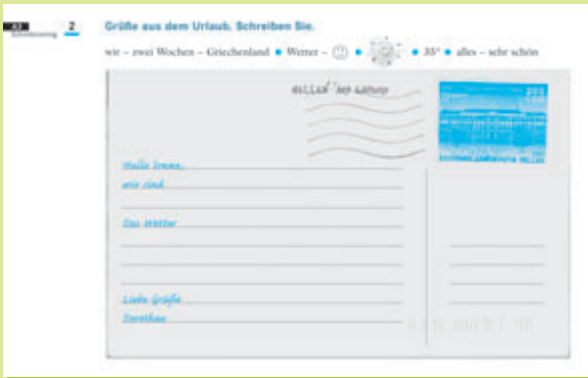 A3 2 Grüße aus dem Urlaub. Schreiben Sie.
Schreibtraining
wir – zwei Wochen – Griechenland • Wetter – ☺ • • 35° • alles – sehr schön
200
Hallo
wir sind
Das Wetter
Liebe Grüße
Dorothea